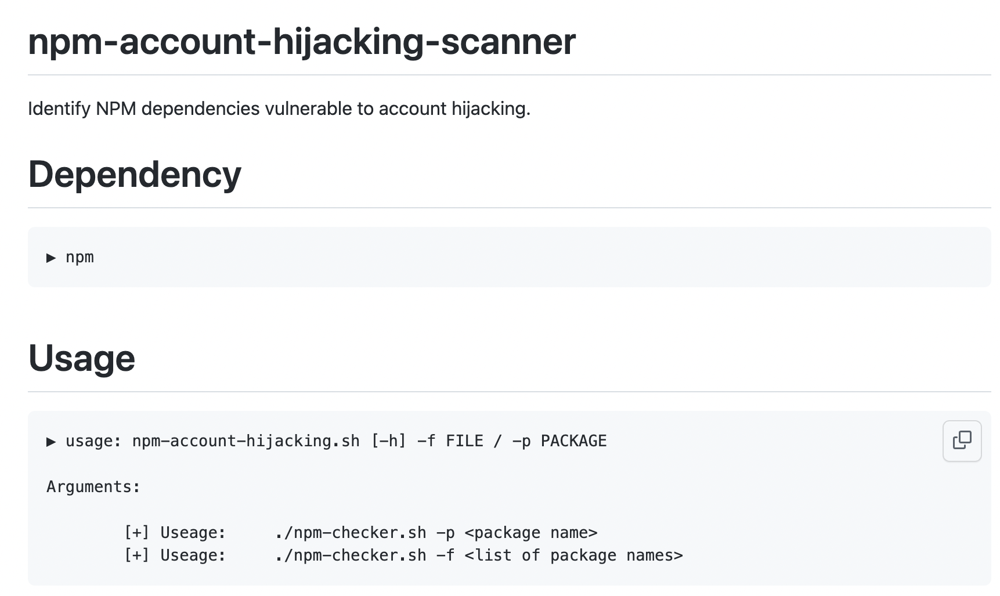 npm-account-hijacking-scanner
Identify NPM dependencies vulnerable to account hijacking.
Dependency
▶ npm
Usage
▶ usage: npm-account-hijacking.sh [-h] -f FILE / -p PACKAGE
Arguments:
[+] Useage: ./npm-checker.sh -p <package name>
[+] Useage: ./npm-checker.sh -f <list of package names>